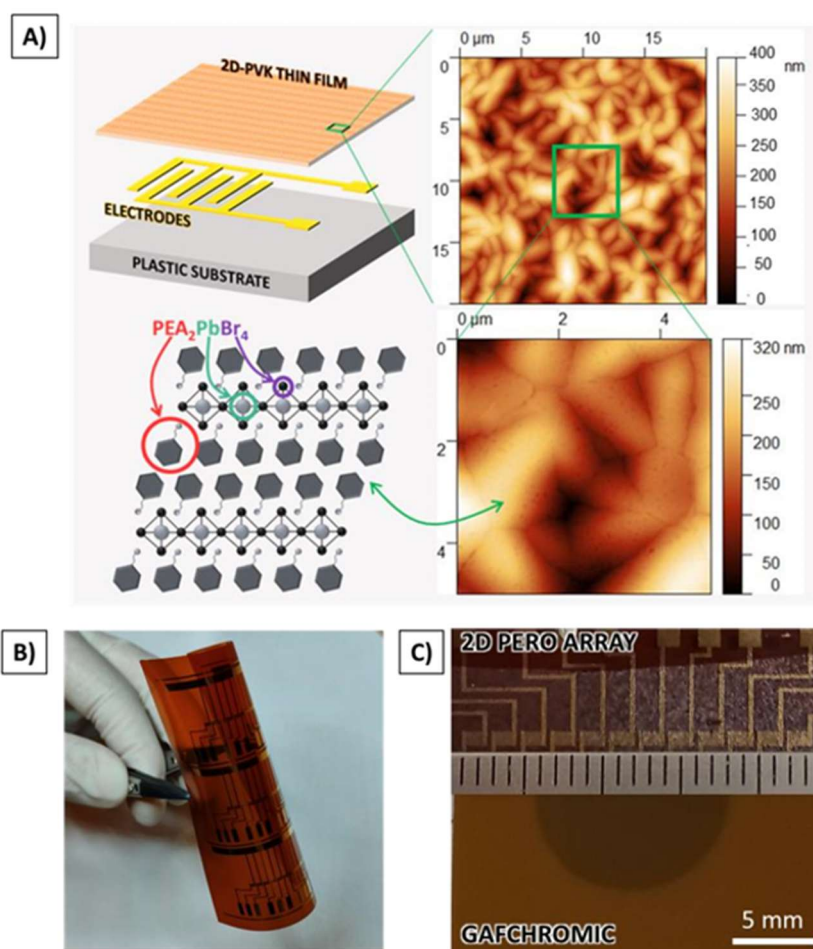 A)
2D-PVK THIN FILM
ELECTRODES
PLASTIC SUBSTRATE
0 µm 5 10 15
0
5
10
15
400
nm
350
300
250
200
150
100
50
0
PEA2PbBr4
0 µm 2 4
0
2
4
320 nm
250
200
150
100
50
0
B)
C)
2D PERO ARRAY
GAFCHROMIC
5 mm